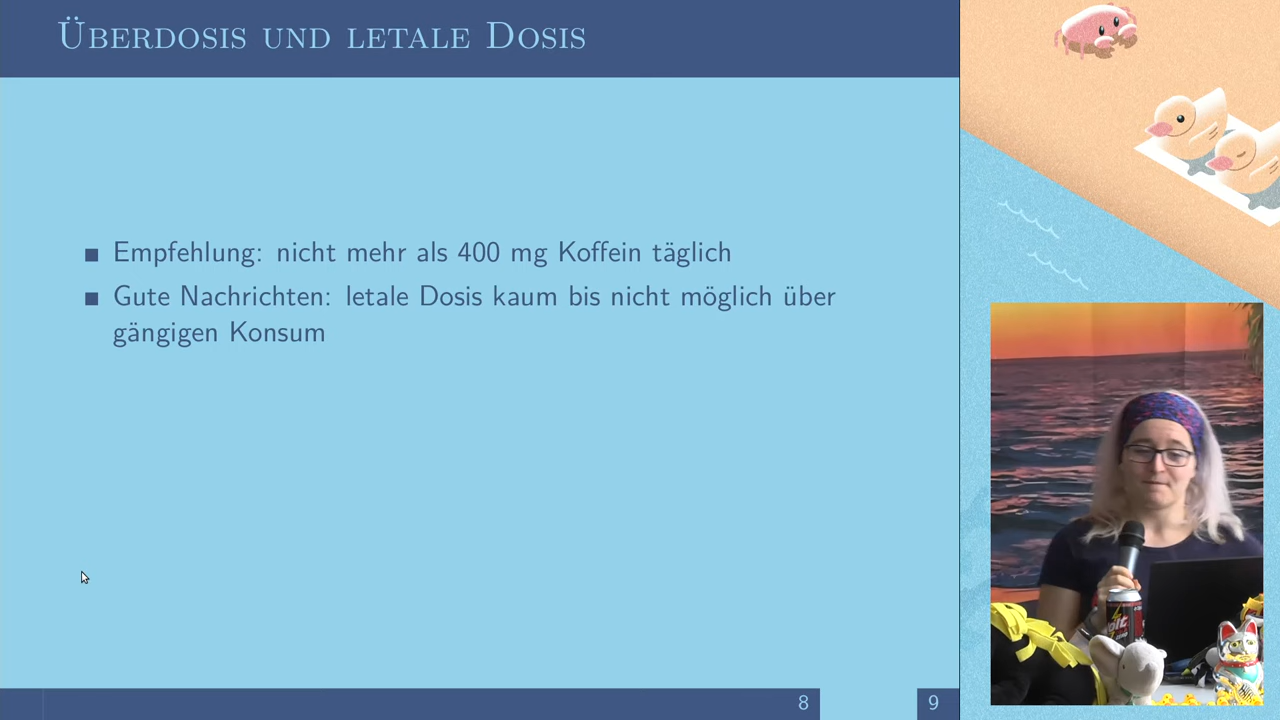 Überdosis und letale Dosis
■ Empfehlung: nicht mehr als 400 mg Koffein täglich
■ Gute Nachrichten: letale Dosis kaum bis nicht möglich über
gängigen Konsum
8
9